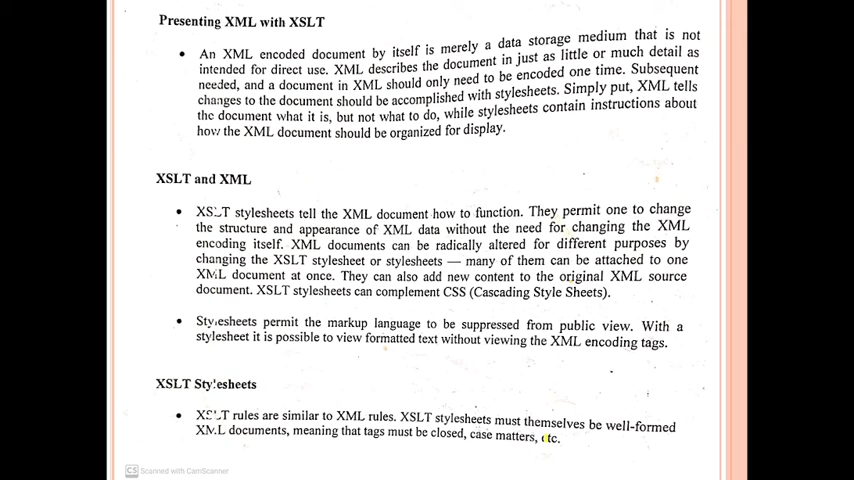 Presenting XML with XSLT
• An XML encoded document by itself is merely a data storage medium that is not
intended for direct use. XML describes the document in just as little or much detail as
needed, and a document in XML should only need to be encoded one time. Subsequent
changes to the document should be accomplished with stylesheets. Simply put, XML tells
the document what it is, but not what to do, while stylesheets contain instructions about
how the XML document should be organized for display.
XSLT and XML
• XSLT stylesheets tell the XML document how to function. They permit one to change
the structure and appearance of XML data without the need for changing the XML
encoding itself. XML documents can be radically altered for different purposes by
changing the XSLT stylesheet or stylesheets — many of them can be attached to one
XML document at once. They can also add new content to the original XML source
document. XSLT stylesheets can complement CSS (Cascading Style Sheets).
• Stylesheets permit the markup language to be suppressed from public view. With a
stylesheet it is possible to view formatted text without viewing the XML encoding tags.
XSLT Stylesheets
• XSLT rules are similar to XML rules. XSLT stylesheets must themselves be well-formed
XML documents, meaning that tags must be closed, case matters, etc.
CS Scanned with CamScanner